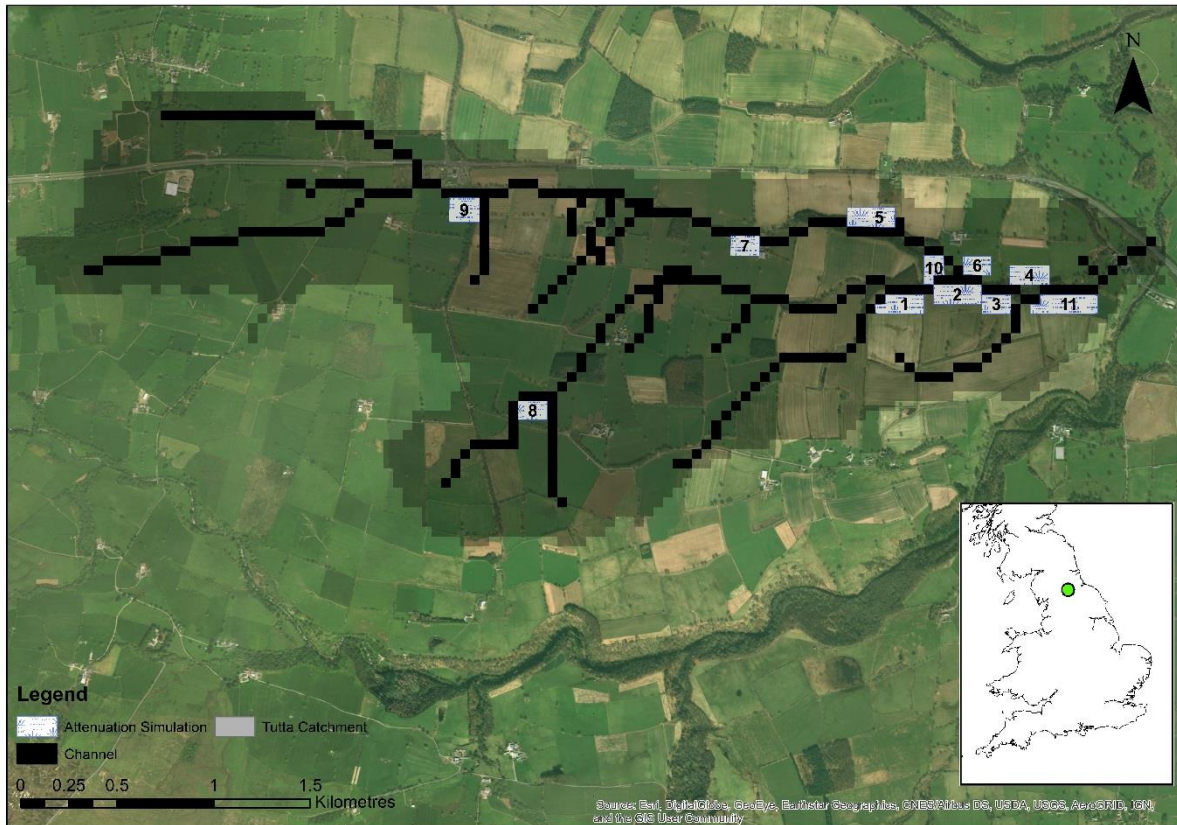 N
9
5
7
10
6
4
1
2
3
11
8
Legend
Attenuation Simulation Tutta Catchment
Channel
0 0.25 0.5 1 1.5
Kilometres
Source: Esri, DigitalGlobe, GeoEye, Earthstar Geographics, CNES/Airbus DS, USDA, USGS, AeroGRID, IGN,
and the GIS User Community